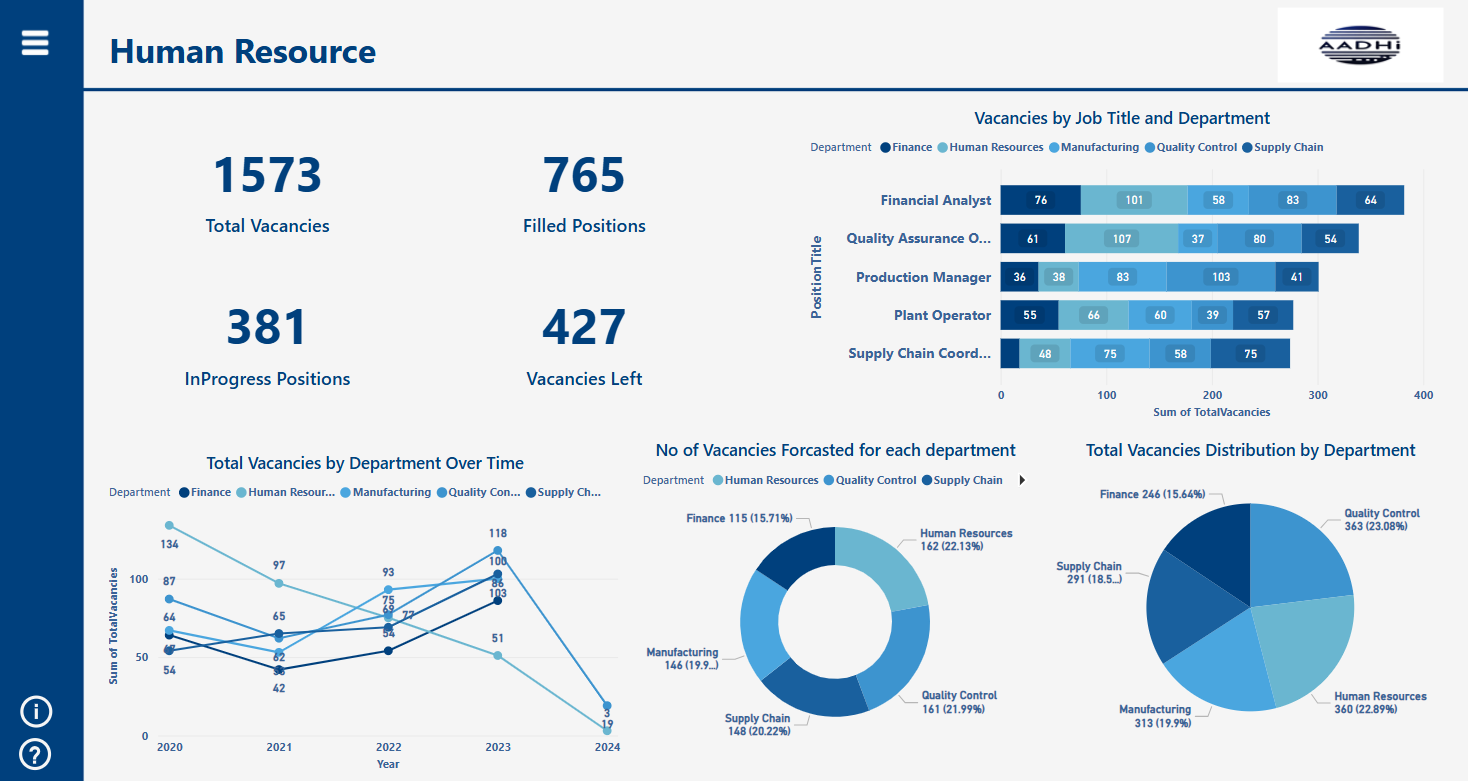 Human Resource
AADHi
1573
Total Vacancies
765
Filled Positions
381
InProgress Positions
427
Vacancies Left
Vacancies by Job Title and Department
Department Finance Human Resources Manufacturing Quality Control Supply Chain
PositionTitle
Financial Analyst 76 101 58 83 64
Quality Assurance O... 61 107 37 80 54
Production Manager 36 38 83 103 41
Plant Operator 55 66 60 39 57
Supply Chain Coord... 48 75 58 75
0 100 200 300 400
Sum of TotalVacancies
Total Vacancies by Department Over Time
Department Finance Human Resour... Manufacturing Quality Con... Supply Ch...
Sum of TotalVacancies
100
50
0
134
87
64
54
97
65
62
42
93
75
77
54
118
100
86
103
51
3
19
2020 2021 2022 2023 2024
Year
No of Vacancies Forcasted for each department
Department Human Resources Quality Control Supply Chain
Finance 115 (15.71%)
Human Resources
162 (22.13%)
Manufacturing
146 (19.9...)
Quality Control
161 (21.99%)
Supply Chain
148 (20.22%)
Total Vacancies Distribution by Department
Finance 246 (15.64%)
Quality Control
363 (23.08%)
Supply Chain
291 (18.5...)
Manufacturing
313 (19.9%)
Human Resources
360 (22.89%)
i
?